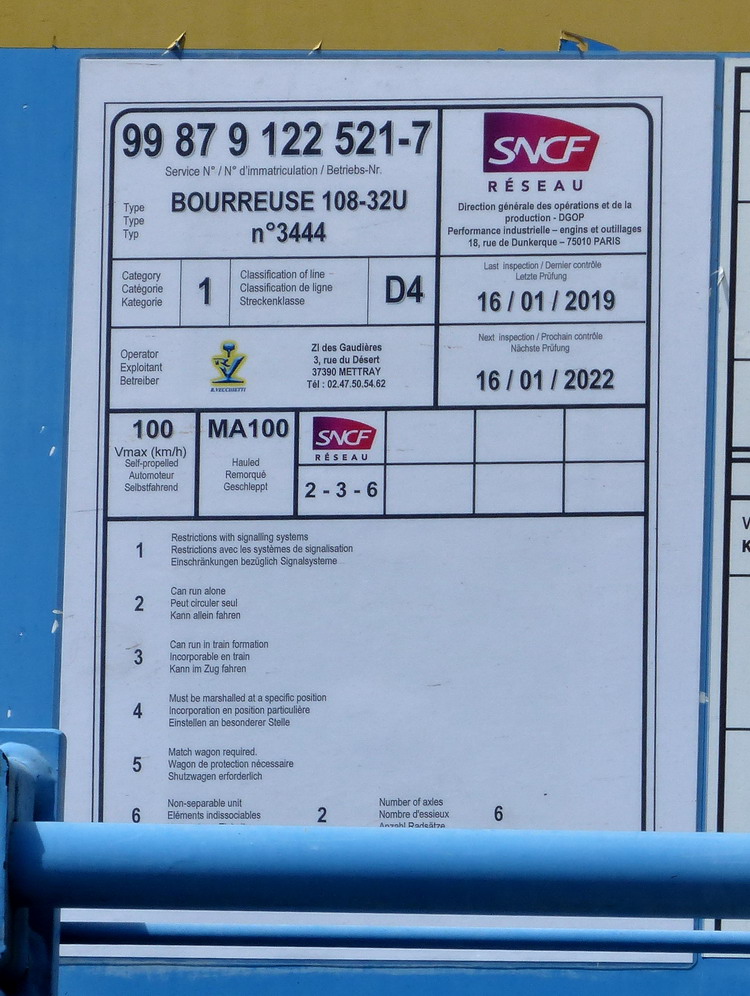 99 87 9 122 521-7
Service N° / N° d'immatriculation / Betriebs-Nr.
Type
Type
Typ
BOURREUSE 108-32U
n°3444
SNCF
RÉSEAU
Direction générale des opérations et de la
production - DGOP
Performance industrielle – engins et outillages
18, rue de Dunkerque – 75010 PARIS
Category
Catégorie
Kategorie
1
Classification of line
Classification de ligne
Streckenklasse
D4
Last inspection / Dernier contrôle
Letzte Prüfung
16 / 01 / 2019
Operator
Exploitant
Betreiber
ZI des Gaudières
3, rue du Désert
37390 METTRAY
Tél : 02.47.50.54.62
Next inspection / Prochain contrôle
Nächste Prüfung
16 / 01 / 2022
100
Vmax (km/h)
Self-propelled
Automoteur
Selbstfahrend
MA100
Hauled
Remorqué
Geschleppt
SNCF
RÉSEAU
2 - 3 - 6
1
Restrictions with signalling systems
Restrictions avec les systèmes de signalisation
Einschränkungen bezüglich Signalsysteme
2
Can run alone
Peut circuler seul
Kann allein fahren
3
Can run in train formation
Incorporable en train
Kann im Zug fahren
4
Must be marshalled at a specific position
Incorporation en position particulière
Einstellen an besonderer Stelle
5
Match wagon required.
Wagon de protection nécessaire
Shutzwagen erforderlich
6
Non-separable unit
Eléments indissociables
2
Number of axles
Nombre d'essieux
Anzahl Radsätze
6